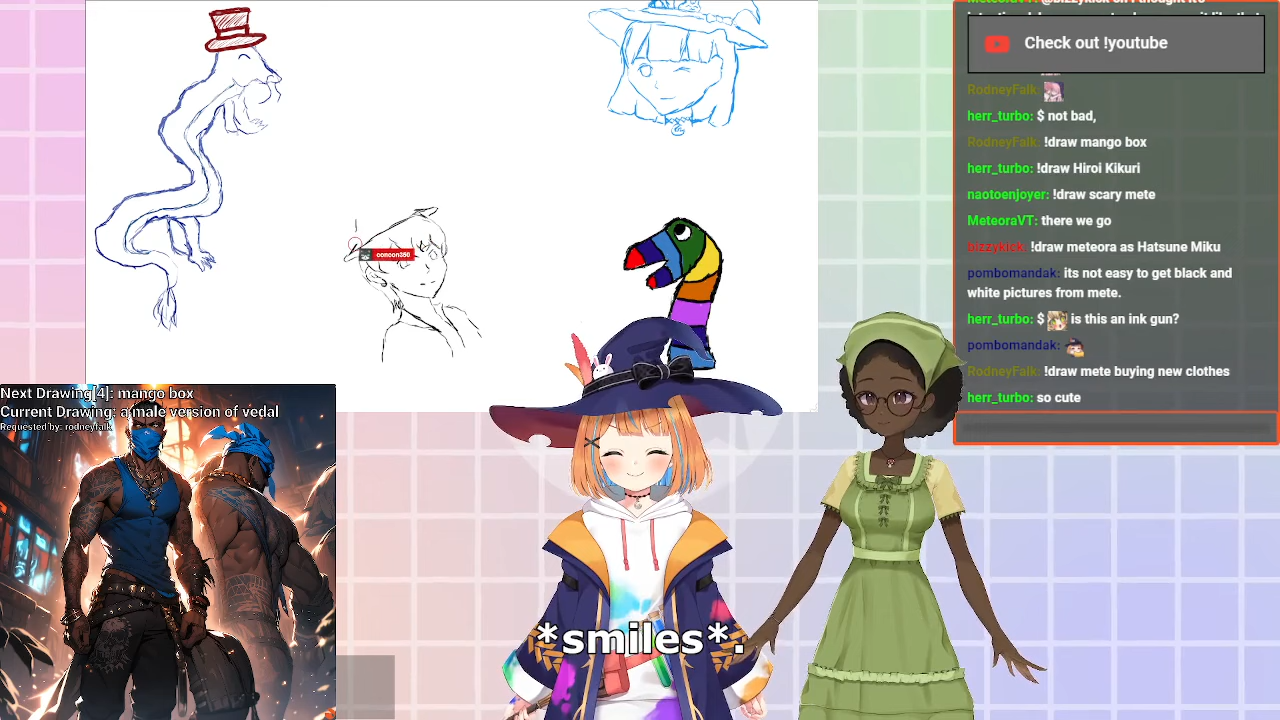 Check out !youtube
RodneyFalk:
herr_turbo: $ not bad,
RodneyFalk: !draw mango box
herr_turbo: !draw Hiroi Kikuri
naotoenjoyer: !draw scary mete
MeteoraVT: there we go
bizzykick: !draw meteora as Hatsune Miku
pombomandak: its not easy to get black and
white pictures from mete.
herr_turbo: $ is this an ink gun?
pombomandak:
RodneyFalk: !draw mete buying new clothes
herr_turbo: so cute
Next Drawing[4]: mango box
Current Drawing: a male version of vedal
Requested by: rodneyfalk
*smiles*.